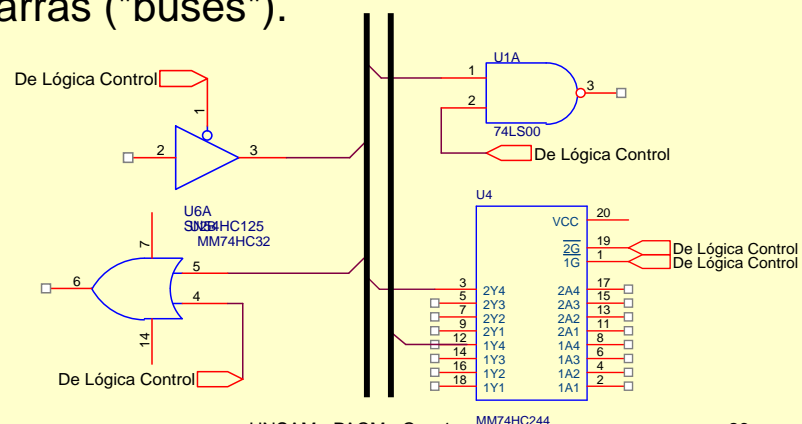 arras ("buses").
De Lógica Control
1
2
3
U6A
SN54HC125
MM74HC32
7
6
5
4
14
De Lógica Control
U1A
1
2
3
74LS00
De Lógica Control
U4
VCC 20
2G 19 De Lógica Control
1G 1 De Lógica Control
3 2Y4 2A4 17
5 2Y3 2A3 15
7 2Y2 2A2 13
9 2Y1 2A1 11
12 1Y4 1A4 8
14 1Y3 1A3 6
16 1Y2 1A2 4
18 1Y1 1A1 2
MM74HC244